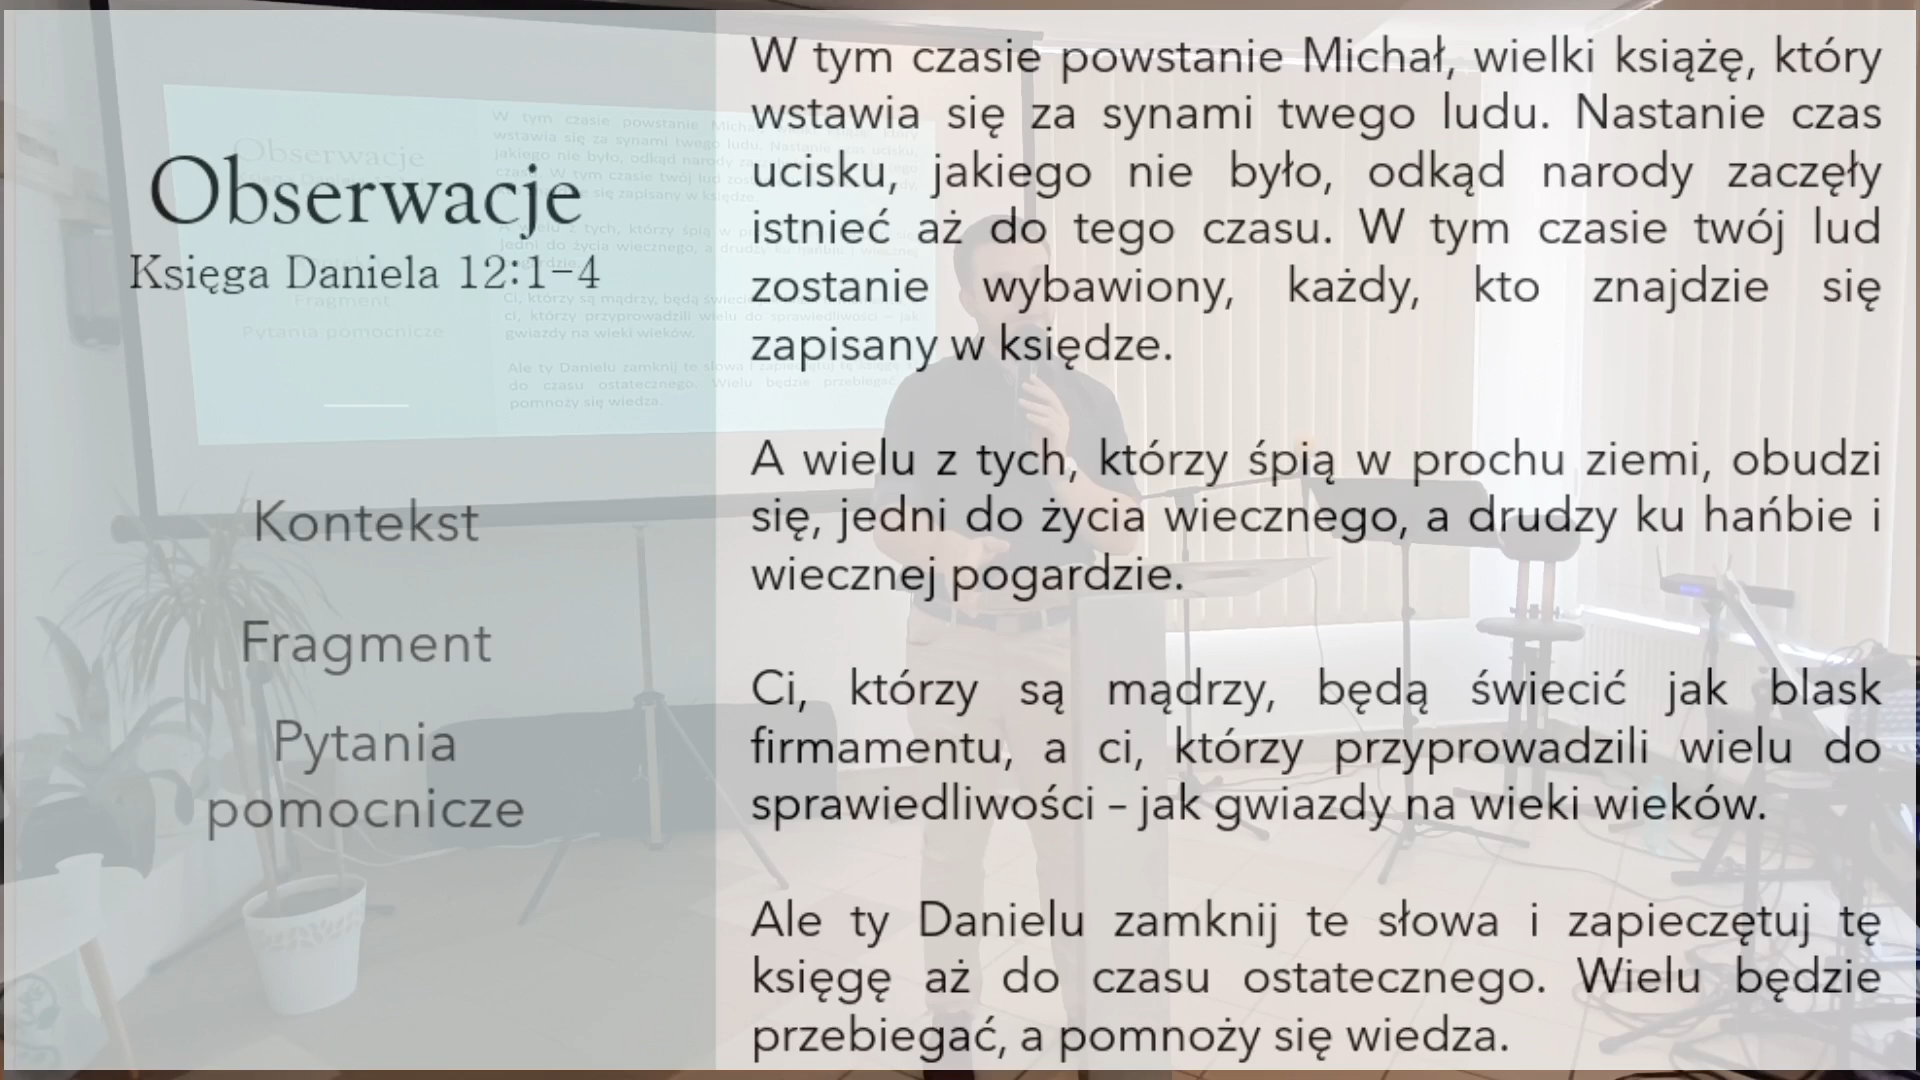 Obserwacje
Księga Daniela 12:1-4
Kontekst
Fragment
Pytania
pomocnicze
W tym czasie powstanie Michał, wielki książę, który
wstawia się za synami twego ludu. Nastanie czas
ucisku, jakiego nie było, odkąd narody zaczęły
istnieć aż do tego czasu. W tym czasie twój lud
zostanie wybawiony, każdy, kto znajdzie się
zapisany w księdze.
A wielu z tych, którzy śpią w prochu ziemi, obudzi
się, jedni do życia wiecznego, a drudzy ku hańbie i
wiecznej pogardzie.
Ci, którzy są mądrzy, będą świecić jak blask
firmamentu, a ci, którzy przyprowadzili wielu do
sprawiedliwości – jak gwiazdy na wieki wieków.
Ale ty Danielu zamknij te słowa i zapieczętuj tę
księgę aż do czasu ostatecznego. Wielu będzie
przebiegać, a pomnoży się wiedza.